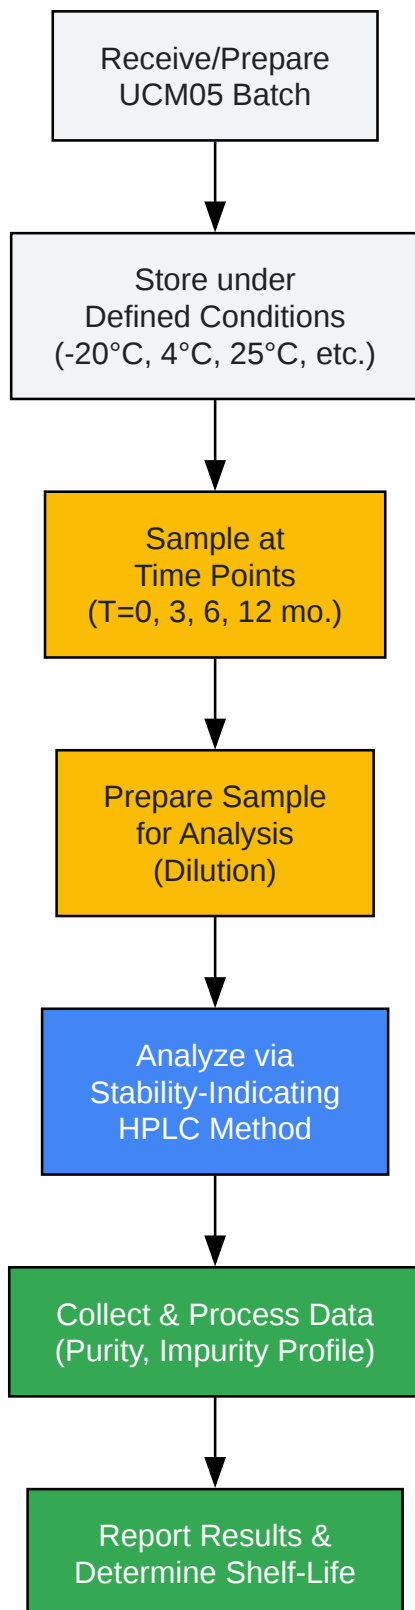 Receive/Prepare
UCM05 Batch
Store under
Defined Conditions
(-20°C, 4°C, 25°C, etc.)
Sample at
Time Points
(T=0, 3, 6, 12 mo.)
Prepare Sample
for Analysis
(Dilution)
Analyze via
Stability-Indicating
HPLC Method
Collect & Process Data
(Purity, Impurity Profile)
Report Results &
Determine Shelf-Life